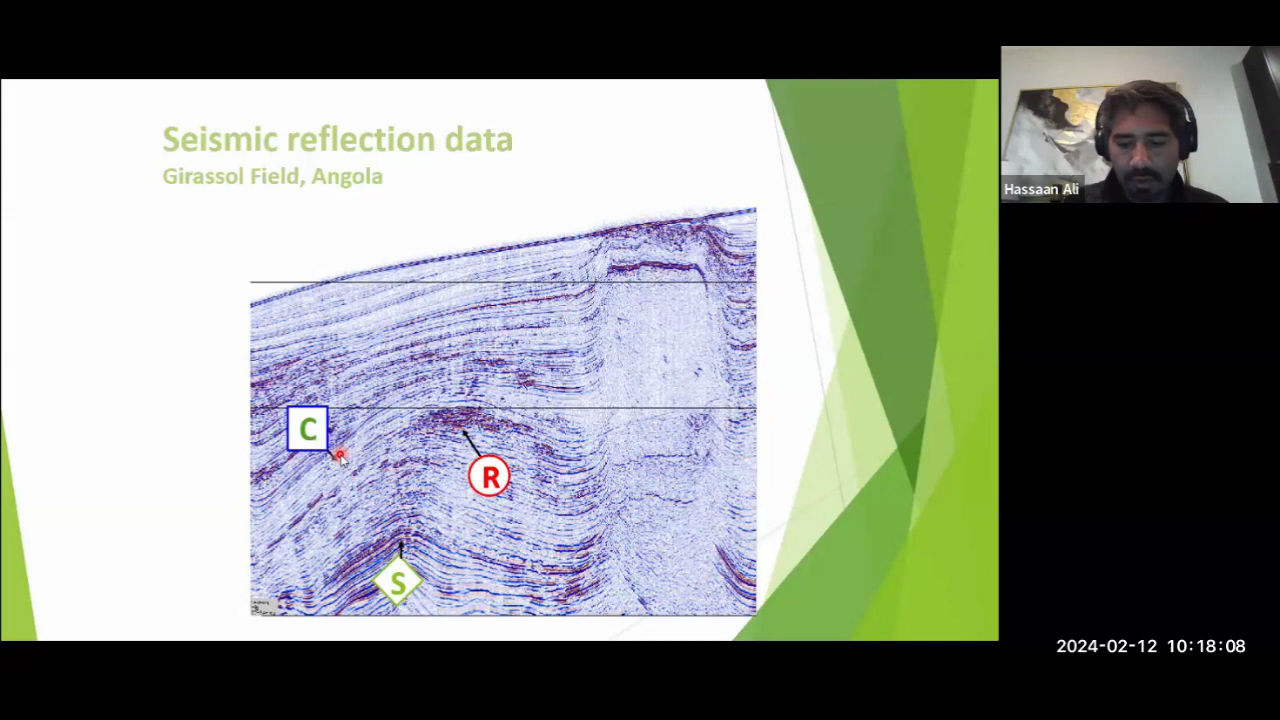 Seismic reflection data
Girassol Field, Angola
C
R
S
Hassaan Ali
2024-02-12 10:18:08